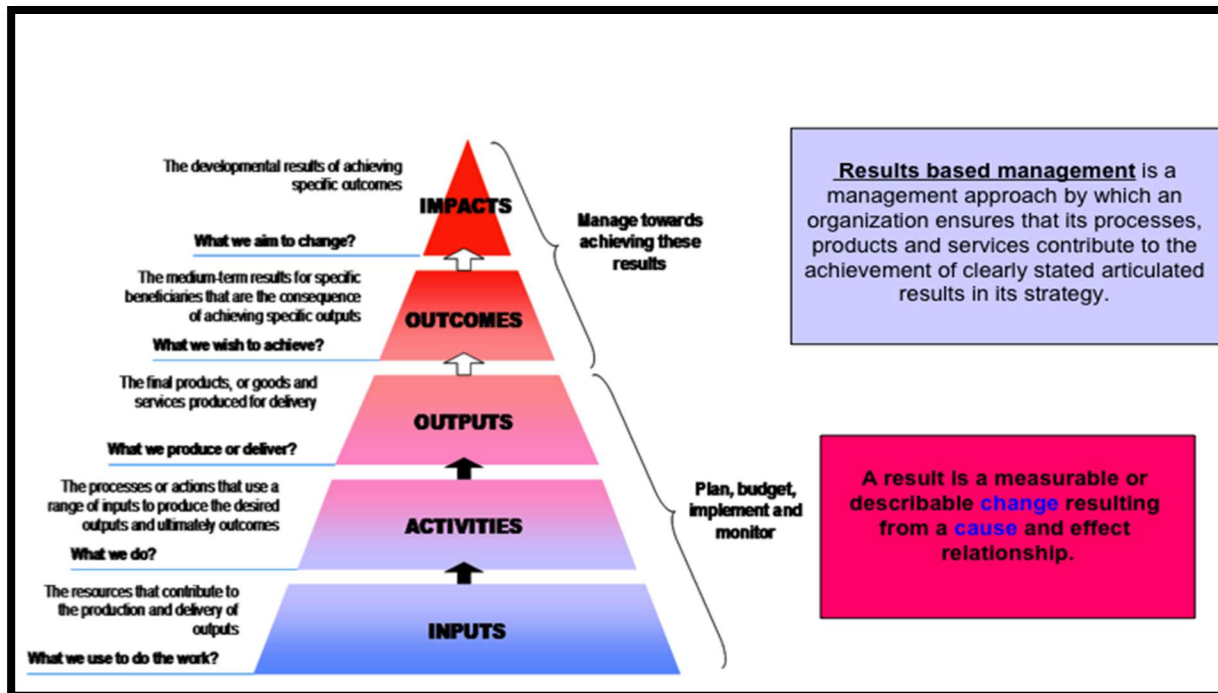 The developmental results of achieving
specific outcomes
IMPACTS
What we aim to change?
The medium-term results for specific
beneficiaries that are the consequence
of achieving specific outputs
OUTCOMES
What we wish to achieve?
The final products, or goods and
services produced for delivery
OUTPUTS
What we produce or deliver?
The processes or actions that use a
range of inputs to produce the desired
outputs and ultimately outcomes
ACTIVITIES
What we do?
The resources that contribute to
the production and delivery of
outputs
INPUTS
What we use to do the work?
Manage towards
achieving these
results
Plan, budget,
implement and
monitor
Results based management is a
management approach by which an
organization ensures that its processes,
products and services contribute to the
achievement of clearly stated articulated
results in its strategy.
A result is a measurable or
describable change resulting
from a cause and effect
relationship.